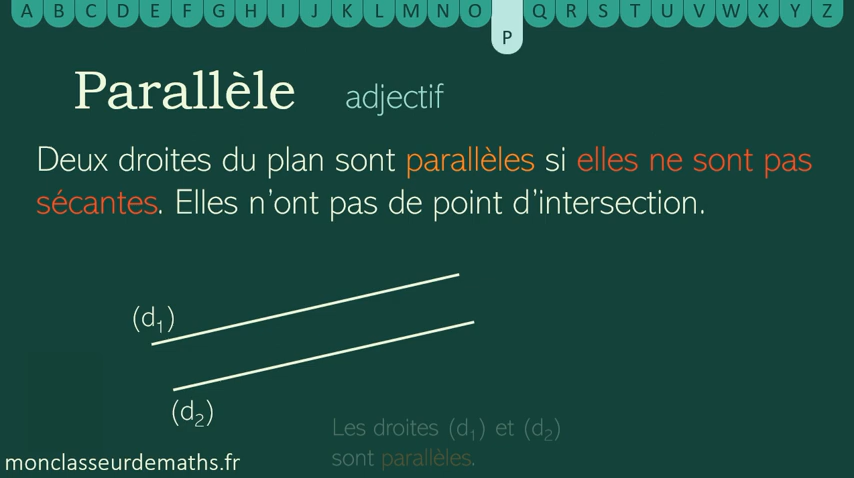 A B C D E F G H I J K L M N O P Q R S T U V W X Y Z
Parallèle adjectif
Deux droites du plan sont parallèles si elles ne sont pas
sécantes. Elles n'ont pas de point d'intersection.
(d₁)
(d₂)
Les droites (d₁) et (d₂)
sont parallèles.
monclasseurdemaths.fr